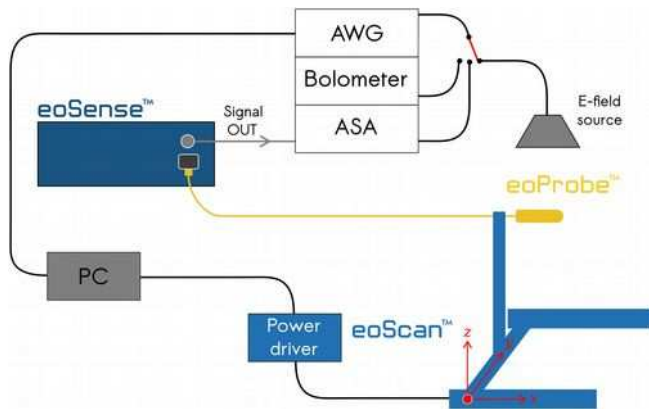 AWG
Bolometer
ASA
eoSense™
Signal
OUT
E-field
source
eoProbe™
PC
Power
driver
eoScan™
z
x